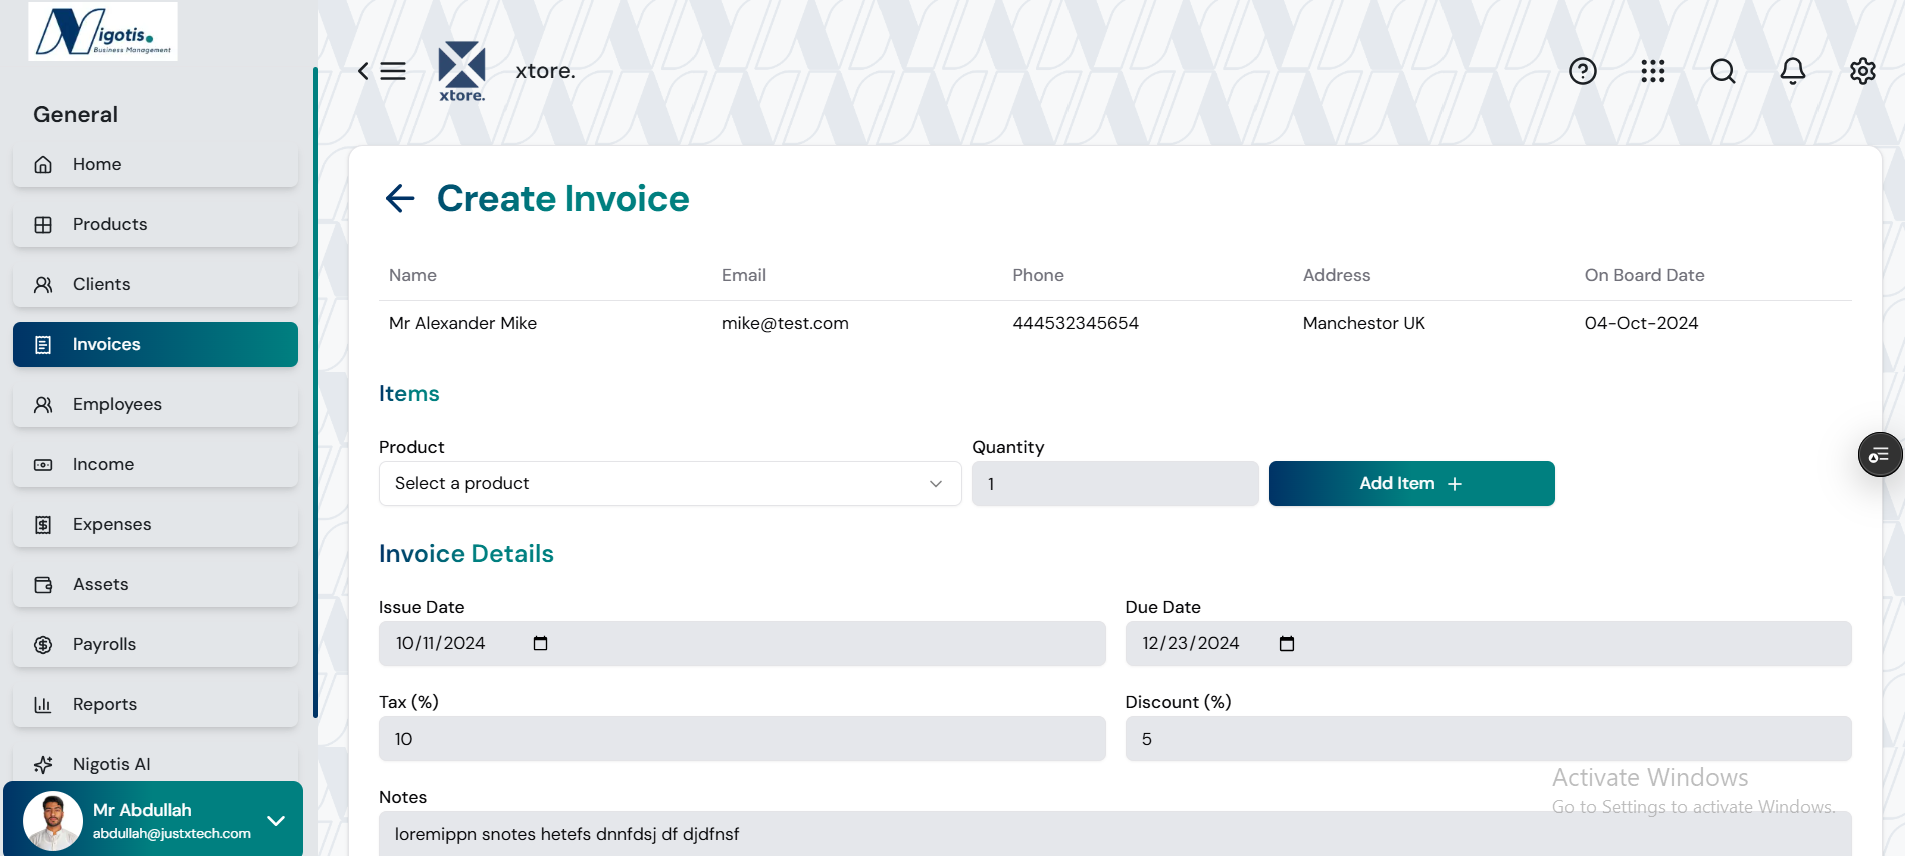 Nigotis.
Business Management
General
Home
Products
Clients
Invoices
Employees
Income
Expenses
Assets
Payrolls
Reports
Nigotis AI
Mr Abdullah
abdullah@justxtech.com
xtore.
xtore.
Create Invoice
Name Email Phone Address On Board Date
Mr Alexander Mike mike@test.com 444532345654 Manchestor UK 04-Oct-2024
Items
Product Quantity
Select a product 1 Add Item +
Invoice Details
Issue Date Due Date
10/11/2024 12/23/2024
Tax (%) Discount (%)
10 5
Notes
loremippn snotes hetefs dnnfdsj df djdfnsf
Activate Windows
Go to Settings to activate Windows.